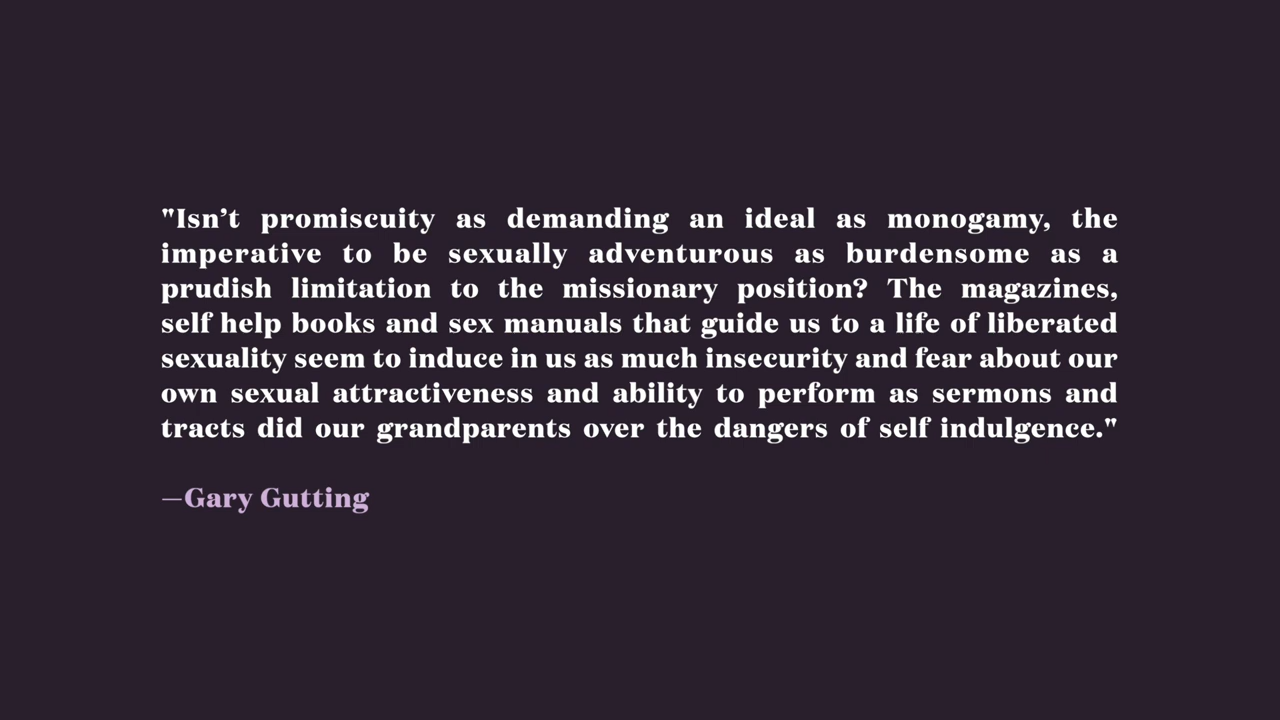 "Isn’t promiscuity as demanding an ideal as monogamy, the
imperative to be sexually adventurous as burdensome as a
prudish limitation to the missionary position? The magazines,
self help books and sex manuals that guide us to a life of liberated
sexuality seem to induce in us as much insecurity and fear about our
own sexual attractiveness and ability to perform as sermons and
tracts did our grandparents over the dangers of self indulgence."
—Gary Gutting